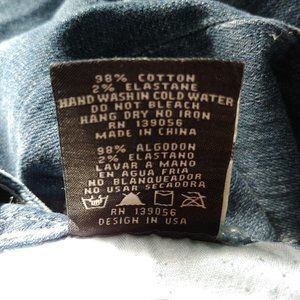 98% COTTON
2% ELASTANE
HAND WASH IN COLD WATER
DO NOT BLEACH
HANG DRY NO IRON
RN 139056
MADE IN CHINA
98% ALGODON
2% ELASTANO
LAVAR A MANO
EN AGUA FRIA
NO BLANQUEADOR
NO USAR SECADORA
RN 139056
DESIGN IN USA